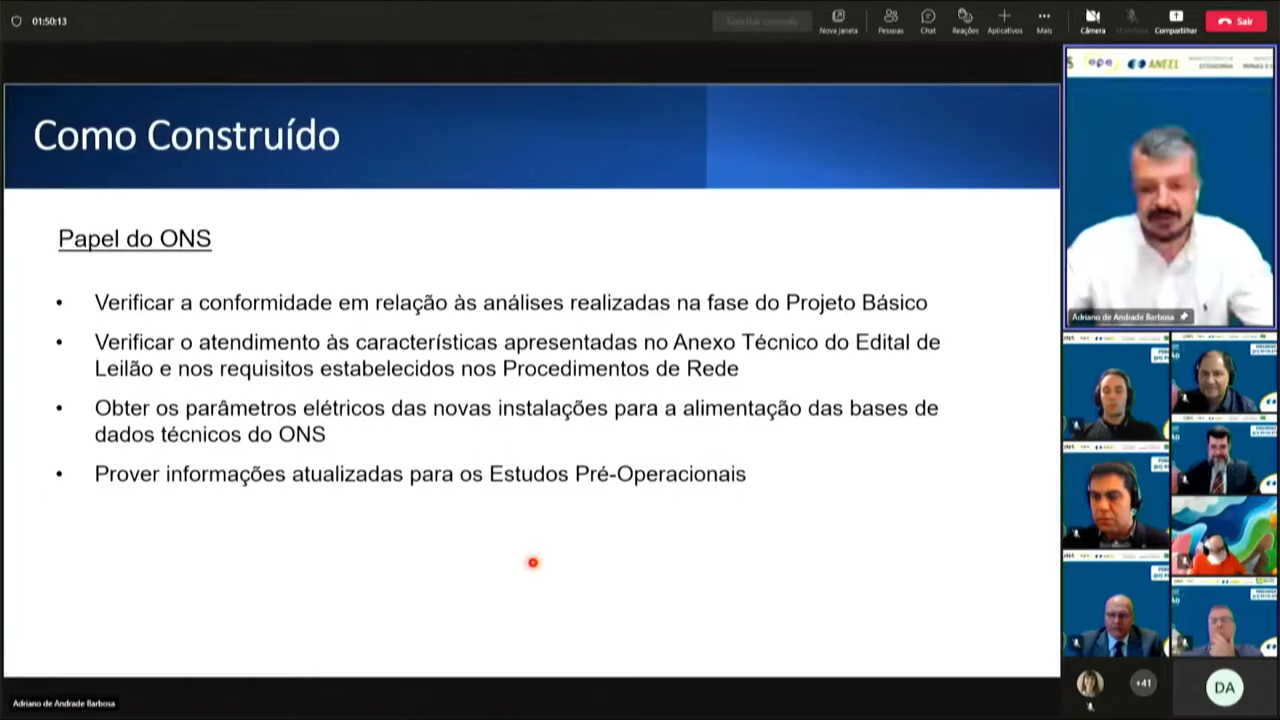 01:50:13
Solicitar controle
Nova janela
Pessoas
Chat
Reações
Aplicativos
Mais
Câmera
Microfone
Compartilhar
Sair
Como Construído
Papel do ONS
• Verificar a conformidade em relação às análises realizadas na fase do Projeto Básico
• Verificar o atendimento às características apresentadas no Anexo Técnico do Edital de
Leilão e nos requisitos estabelecidos nos Procedimentos de Rede
• Obter os parâmetros elétricos das novas instalações para a alimentação das bases de
dados técnicos do ONS
• Prover informações atualizadas para os Estudos Pré-Operacionais
Adriano de Andrade Barbosa
epe
ANEEL
Adriano de Andrade Barbosa
+41
DA